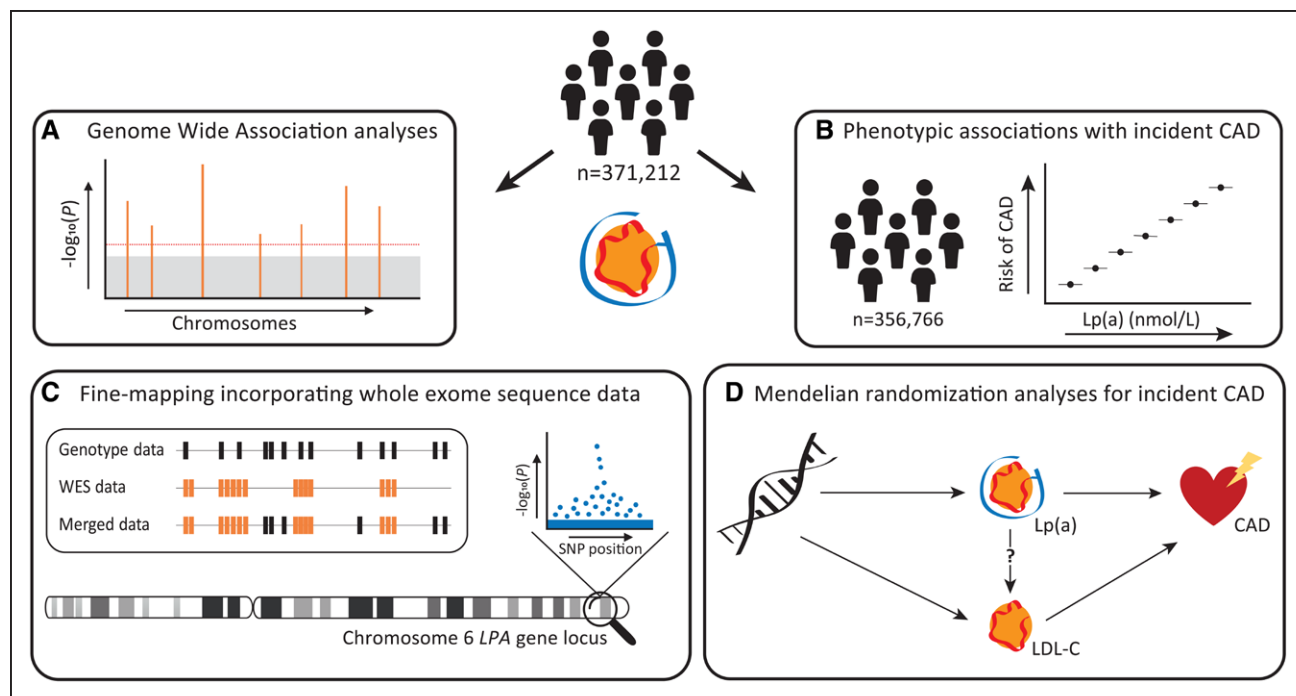 n=371,212
A Genome Wide Association analyses
-log₁₀(P)
Chromosomes
B Phenotypic associations with incident CAD
n=356,766
Risk of CAD
Lp(a) (nmol/L)
C Fine-mapping incorporating whole exome sequence data
Genotype data
WES data
Merged data
-log₁₀(P)
SNP position
Chromosome 6 LPA gene locus
D Mendelian randomization analyses for incident CAD
Lp(a)
CAD
?
LDL-C